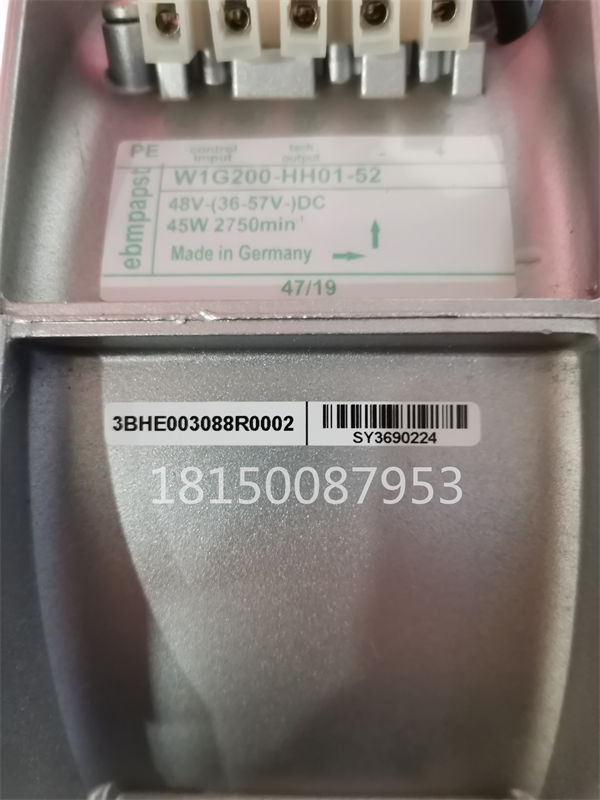 PE control tach - +
input output
ebmpapst
W1G200-HH01-52
48V-(36-57V-)DC
45W 2750min-1
Made in Germany
47/19
3BHE003088R0002
SY3690224
18150087953